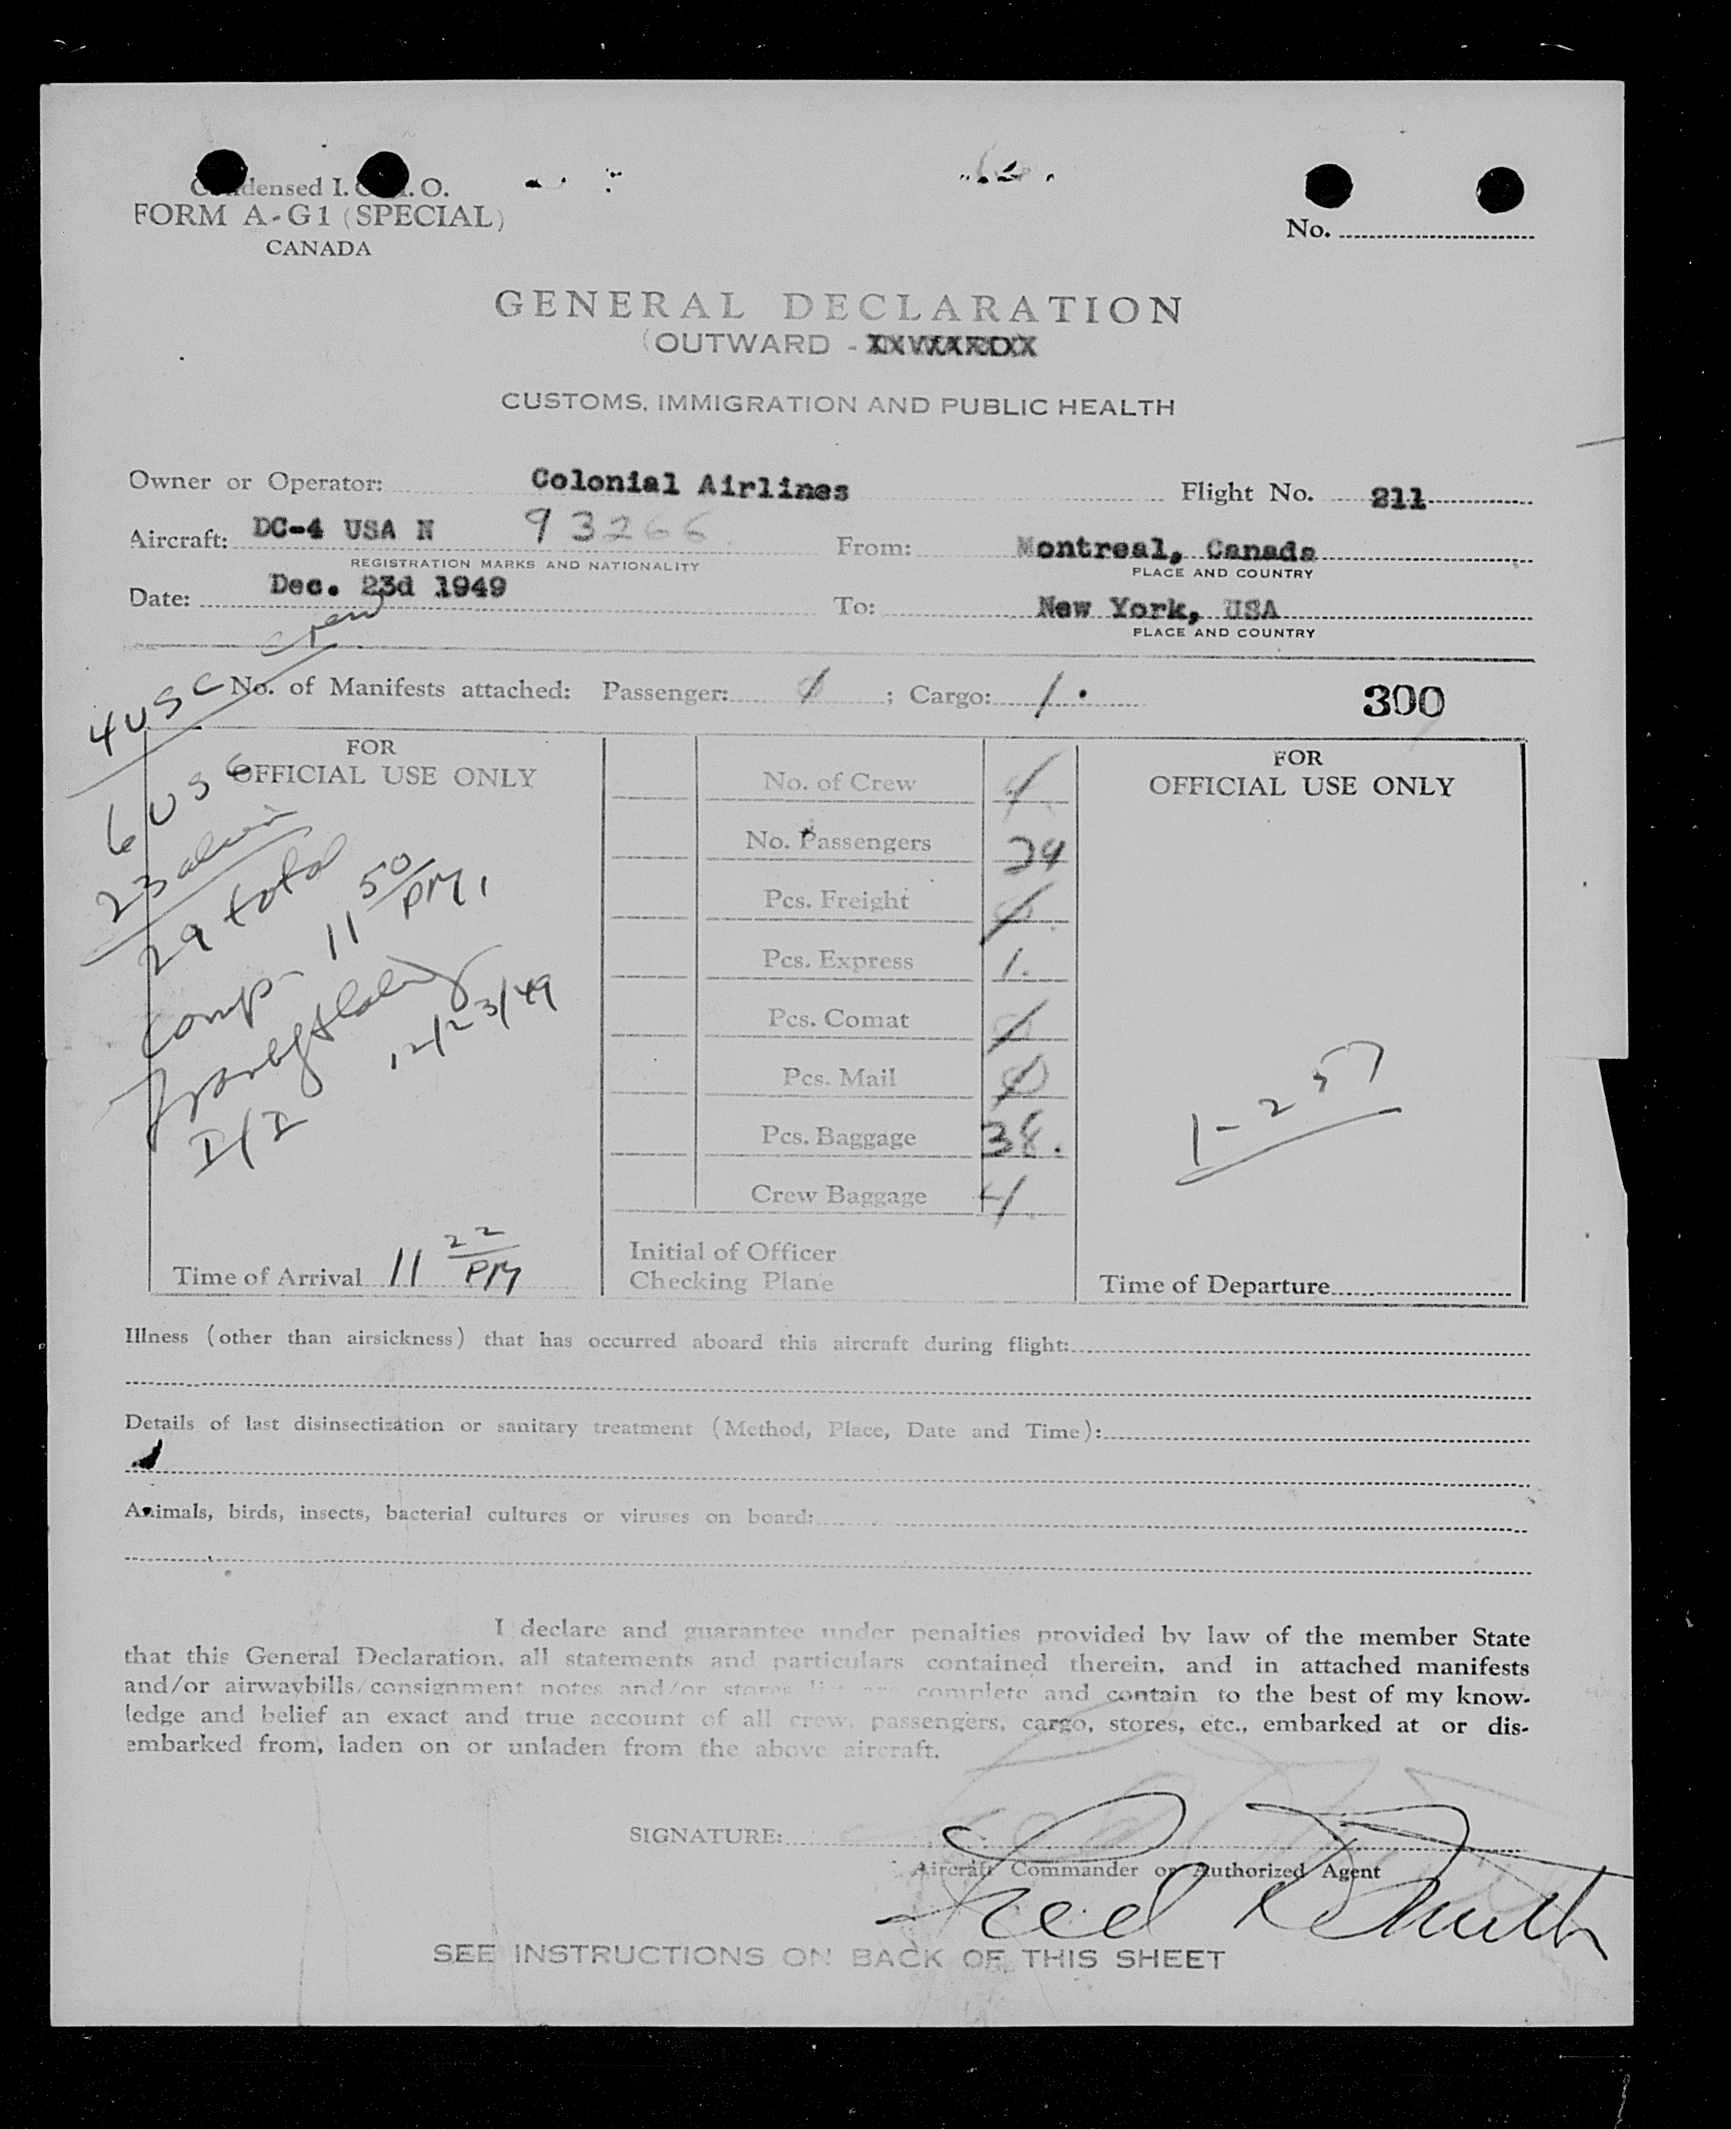 Condensed I.C.A.O.
FORM A-G1 (SPECIAL)
CANADA
No.
GENERAL DECLARATION
(OUTWARD - XXVXXARDXX
CUSTOMS, IMMIGRATION AND PUBLIC HEALTH
Owner or Operator: Colonial Airlines Flight No. 211
Aircraft: DC-4 USA N 93266 From: Montreal, Canada
REGISTRATION MARKS AND NATIONALITY PLACE AND COUNTRY
Date: Dec. 23d 1949 To: New York, USA
PLACE AND COUNTRY
4 USC Crew
No. of Manifests attached: Passenger: ; Cargo: 1.
300
FOR
OFFICIAL USE ONLY
6 USC
23 alien
29 total
comp. 11 50/PM.
12/23/49
I/I
Time of Arrival 11 22/PM
No. of Crew 4
No. Passengers 29
Pcs. Freight Ø
Pcs. Express 1.
Pcs. Comat Ø
Pcs. Mail Ø
Pcs. Baggage 38.
Crew Baggage 4
Initial of Officer
Checking Plane
FOR
OFFICIAL USE ONLY
1-257
Time of Departure
Illness (other than airsickness) that has occurred aboard this aircraft during flight:
Details of last disinsectization or sanitary treatment (Method, Place, Date and Time):
Animals, birds, insects, bacterial cultures or viruses on board:
I declare and guarantee under penalties provided by law of the member State
that this General Declaration, all statements and particulars contained therein, and in attached manifests
and/or airwaybills/consignment notes and/or stores list are complete and contain to the best of my know-
ledge and belief an exact and true account of all crew, passengers, cargo, stores, etc., embarked at or dis-
embarked from, laden on or unladen from the above aircraft.
SIGNATURE:
Aircraft Commander or Authorized Agent
Fred R Smith
SEE INSTRUCTIONS ON BACK OF THIS SHEET